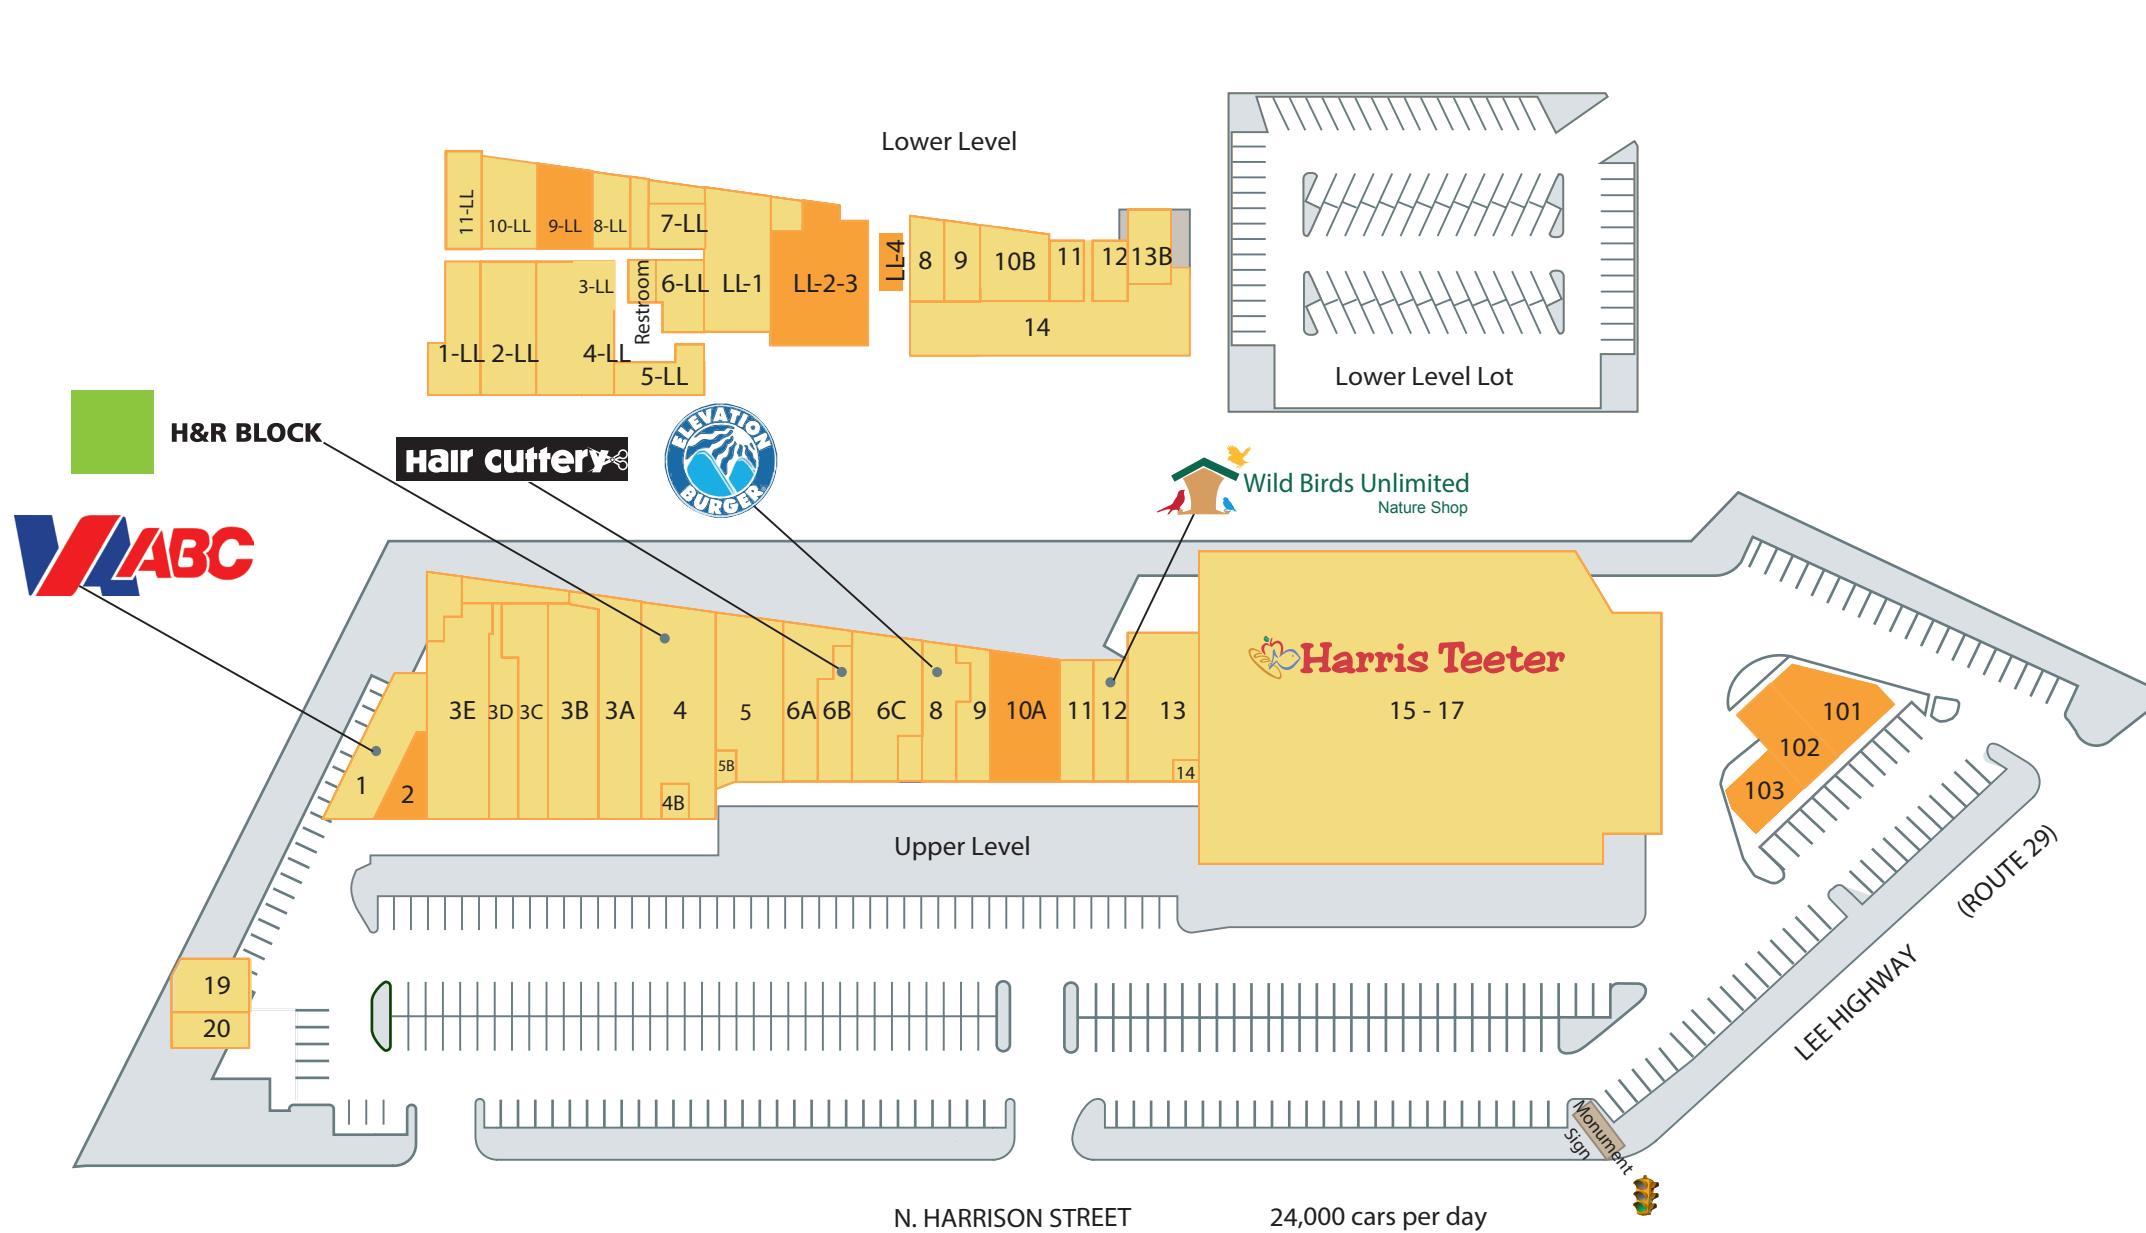 Lower Level
11-LL
10-LL
9-LL
8-LL
7-LL
3-LL
Restroom
6-LL
LL-1
LL-2-3
LL-4
8
9
10B
11
12
13B
14
1-LL
2-LL
4-LL
5-LL
Lower Level Lot
H&R BLOCK
Hair cuttery
ELEVATION
BURGER
Wild Birds Unlimited
Nature Shop
VA ABC
Harris Teeter
1
2
3E
3D
3C
3B
3A
4
4B
5
5B
6A
6B
6C
8
9
10A
11
12
13
14
15 - 17
101
102
103
Upper Level
19
20
(ROUTE 29)
LEE HIGHWAY
Monument
Sign
N. HARRISON STREET
24,000 cars per day